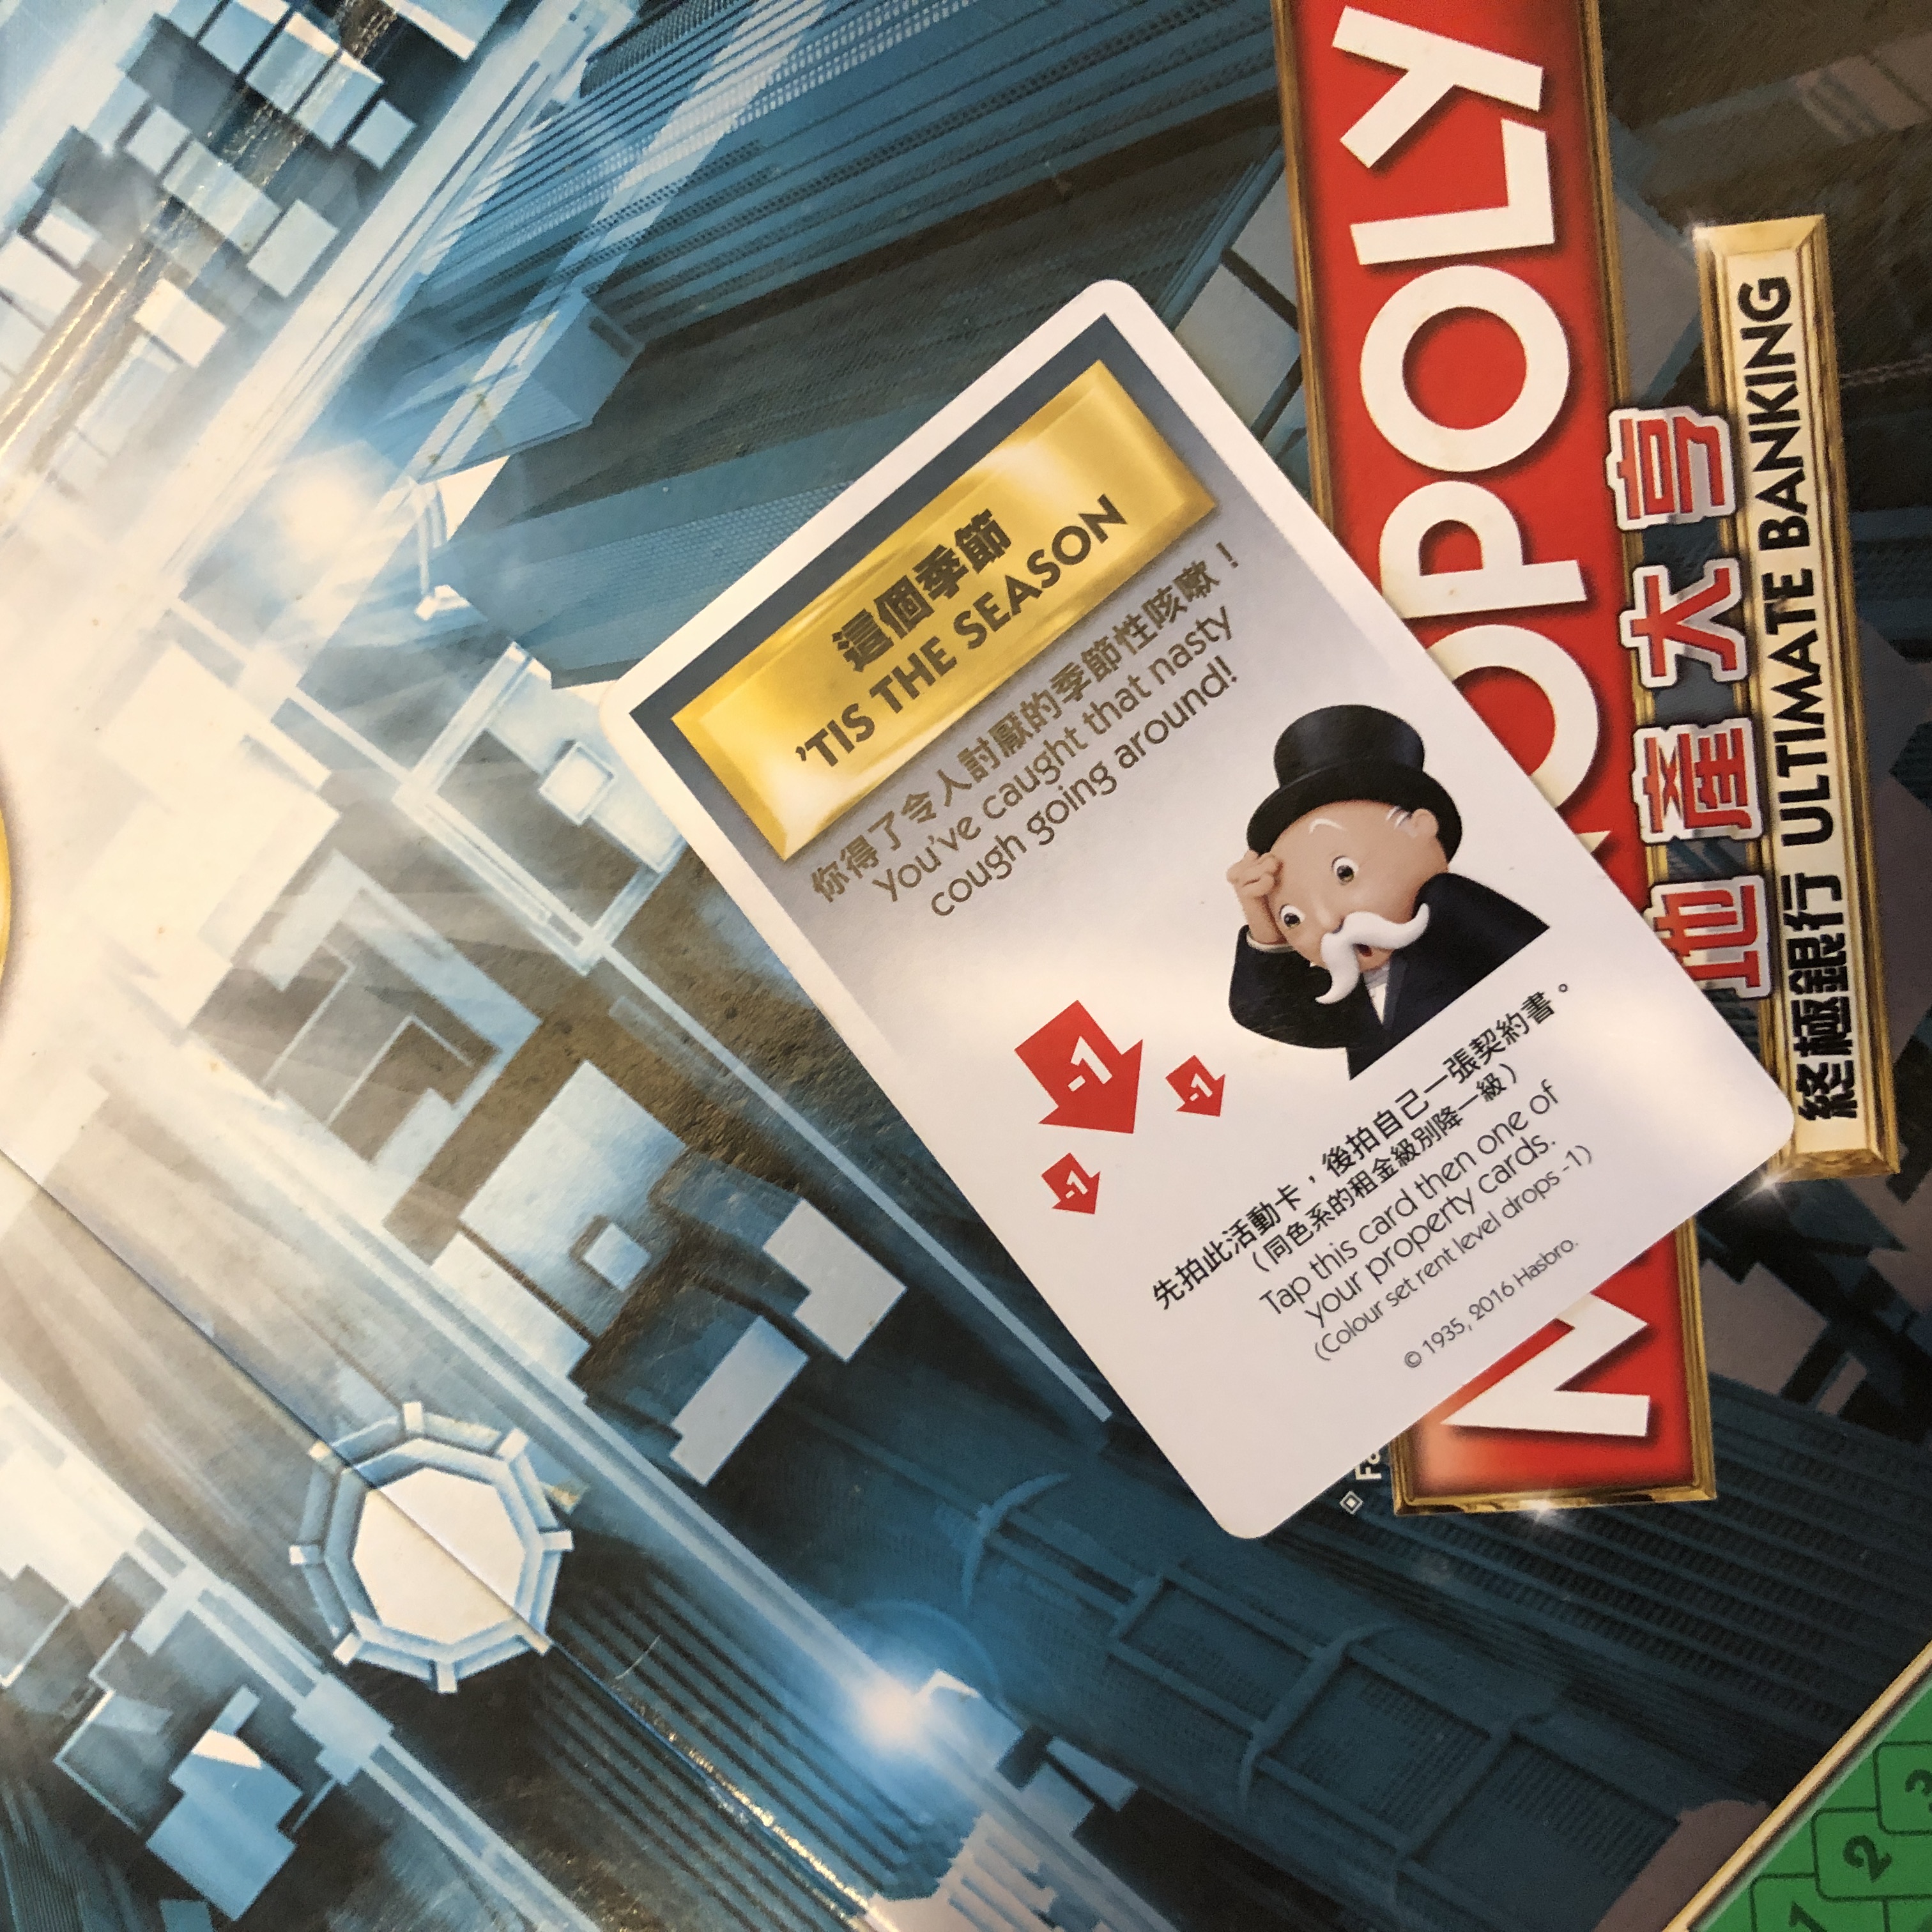 這個季節
'TIS THE SEASON
你得了令人討厭的季節性咳嗽！
You've caught that nasty
cough going around!
-1
-1
-1
先拍此活動卡，後拍自己一張契約書。
（同色系的租金級別降一級）
Tap this card then one of
your property cards.
(Colour set rent level drops -1)
© 1935, 2016 Hasbro.
MONOPOLY
地產大亨
終極銀行 ULTIMATE BANKING
1
2
3